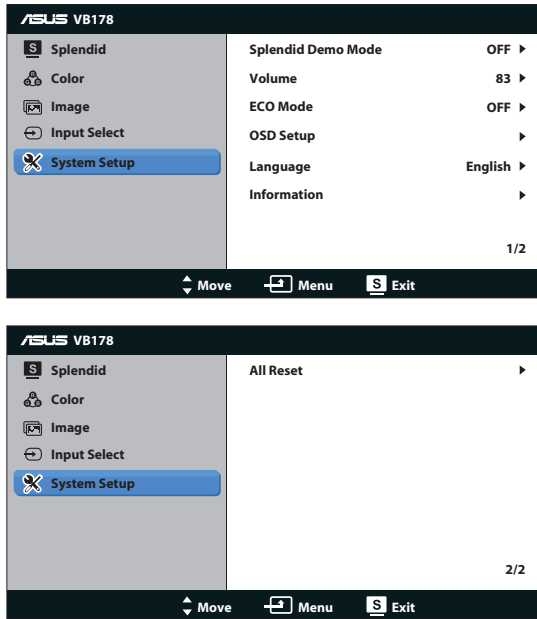 ASUS VB178
S Splendid
Color
Image
Input Select
System Setup
Splendid Demo Mode OFF
Volume 83
ECO Mode OFF
OSD Setup
Language English
Information
1/2
Move Menu S Exit
ASUS VB178
S Splendid
Color
Image
Input Select
System Setup
All Reset
2/2
Move Menu S Exit